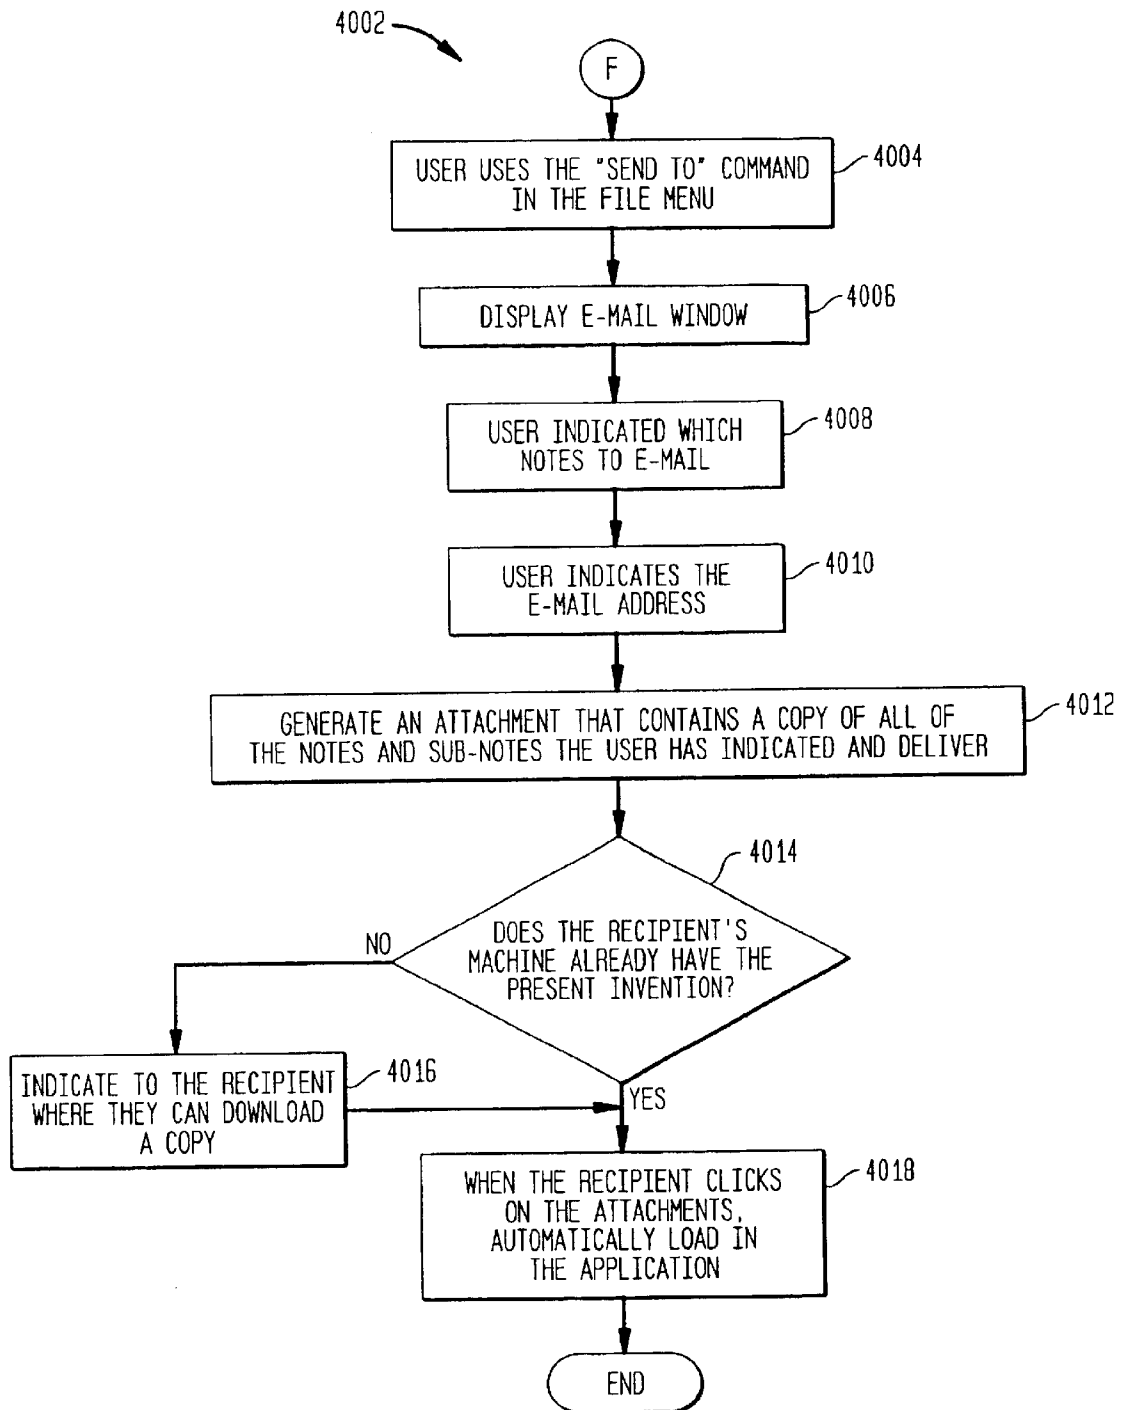 4002
F
USER USES THE "SEND TO" COMMAND
IN THE FILE MENU
4004
DISPLAY E-MAIL WINDOW
4006
USER INDICATED WHICH
NOTES TO E-MAIL
4008
USER INDICATES THE
E-MAIL ADDRESS
4010
GENERATE AN ATTACHMENT THAT CONTAINS A COPY OF ALL OF
THE NOTES AND SUB-NOTES THE USER HAS INDICATED AND DELIVER
4012
4014
DOES THE RECIPIENT'S
MACHINE ALREADY HAVE THE
PRESENT INVENTION?
NO
INDICATE TO THE RECIPIENT
WHERE THEY CAN DOWNLOAD
A COPY
4016
YES
WHEN THE RECIPIENT CLICKS
ON THE ATTACHMENTS,
AUTOMATICALLY LOAD IN
THE APPLICATION
4018
END